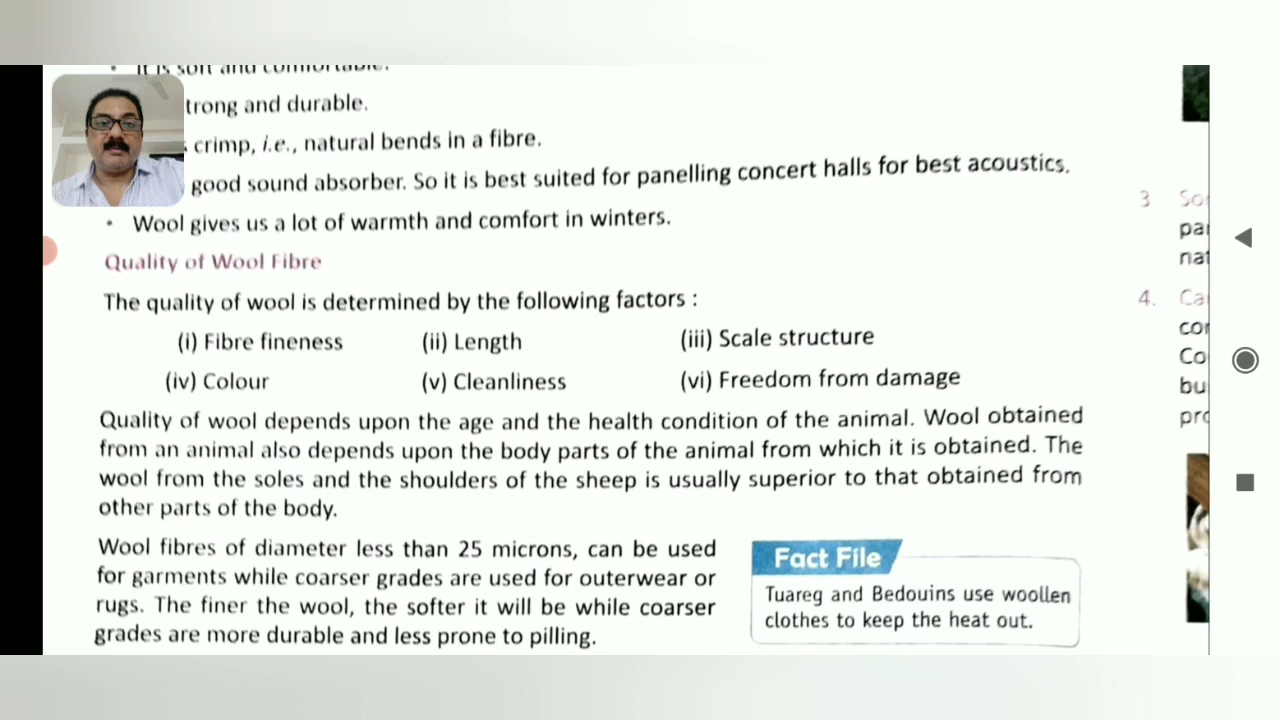 It is soft and comfortable.
trong and durable.
crimp, i.e., natural bends in a fibre.
good sound absorber. So it is best suited for panelling concert halls for best acoustics.
• Wool gives us a lot of warmth and comfort in winters.
Quality of Wool Fibre
The quality of wool is determined by the following factors :
(i) Fibre fineness (ii) Length (iii) Scale structure
(iv) Colour (v) Cleanliness (vi) Freedom from damage
Quality of wool depends upon the age and the health condition of the animal. Wool obtained
from an animal also depends upon the body parts of the animal from which it is obtained. The
wool from the soles and the shoulders of the sheep is usually superior to that obtained from
other parts of the body.
Wool fibres of diameter less than 25 microns, can be used
for garments while coarser grades are used for outerwear or
rugs. The finer the wool, the softer it will be while coarser
grades are more durable and less prone to pilling.
Fact File
Tuareg and Bedouins use woollen
clothes to keep the heat out.
3
4.